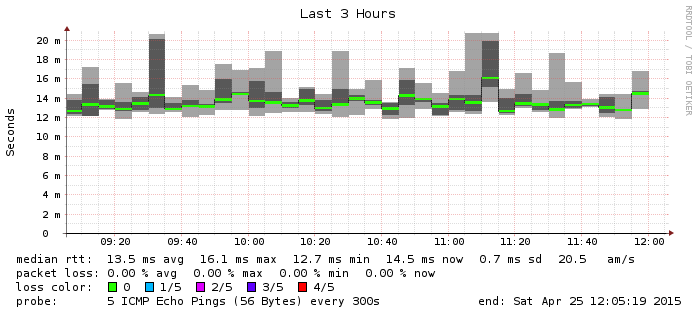 Last 3 Hours
RRDTOOL / TOBI OETIKER
Seconds
20 m
18 m
16 m
14 m
12 m
10 m
8 m
6 m
4 m
2 m
0
09:20 09:40 10:00 10:20 10:40 11:00 11:20 11:40 12:00
median rtt: 13.5 ms avg 16.1 ms max 12.7 ms min 14.5 ms now 0.7 ms sd 20.5 am/s
packet loss: 0.00 % avg 0.00 % max 0.00 % min 0.00 % now
loss color: 0 1/5 2/5 3/5 4/5
probe: 5 ICMP Echo Pings (56 Bytes) every 300s end: Sat Apr 25 12:05:19 2015